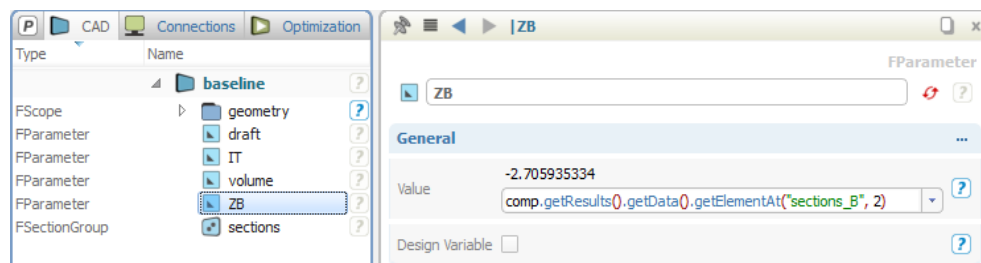 P CAD Connections Optimization
Type Name
baseline ?
FScope geometry ?
FParameter draft ?
FParameter IT ?
FParameter volume ?
FParameter ZB ?
FSectionGroup sections ?
|ZB
FParameter
ZB ?
General ...
-2.705935334
Value comp.getResults().getData().getElementAt("sections_B", 2) ?
Design Variable ?